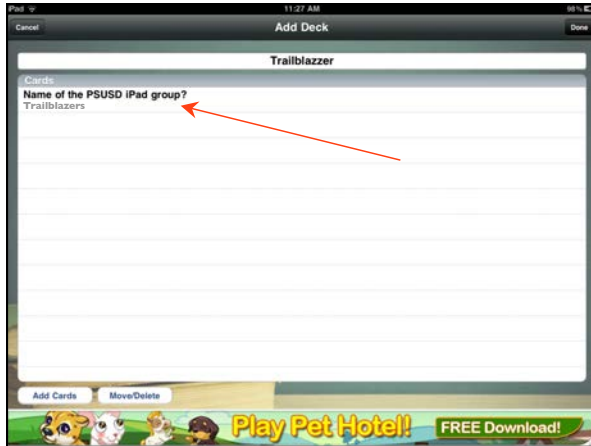 iPad 11:27 AM 98%
Cancel Add Deck Done
Trailblazzer
Cards
Name of the PSUSD iPad group?
Trailblazers
Add Cards Move/Delete
Play Pet Hotel! FREE Download!